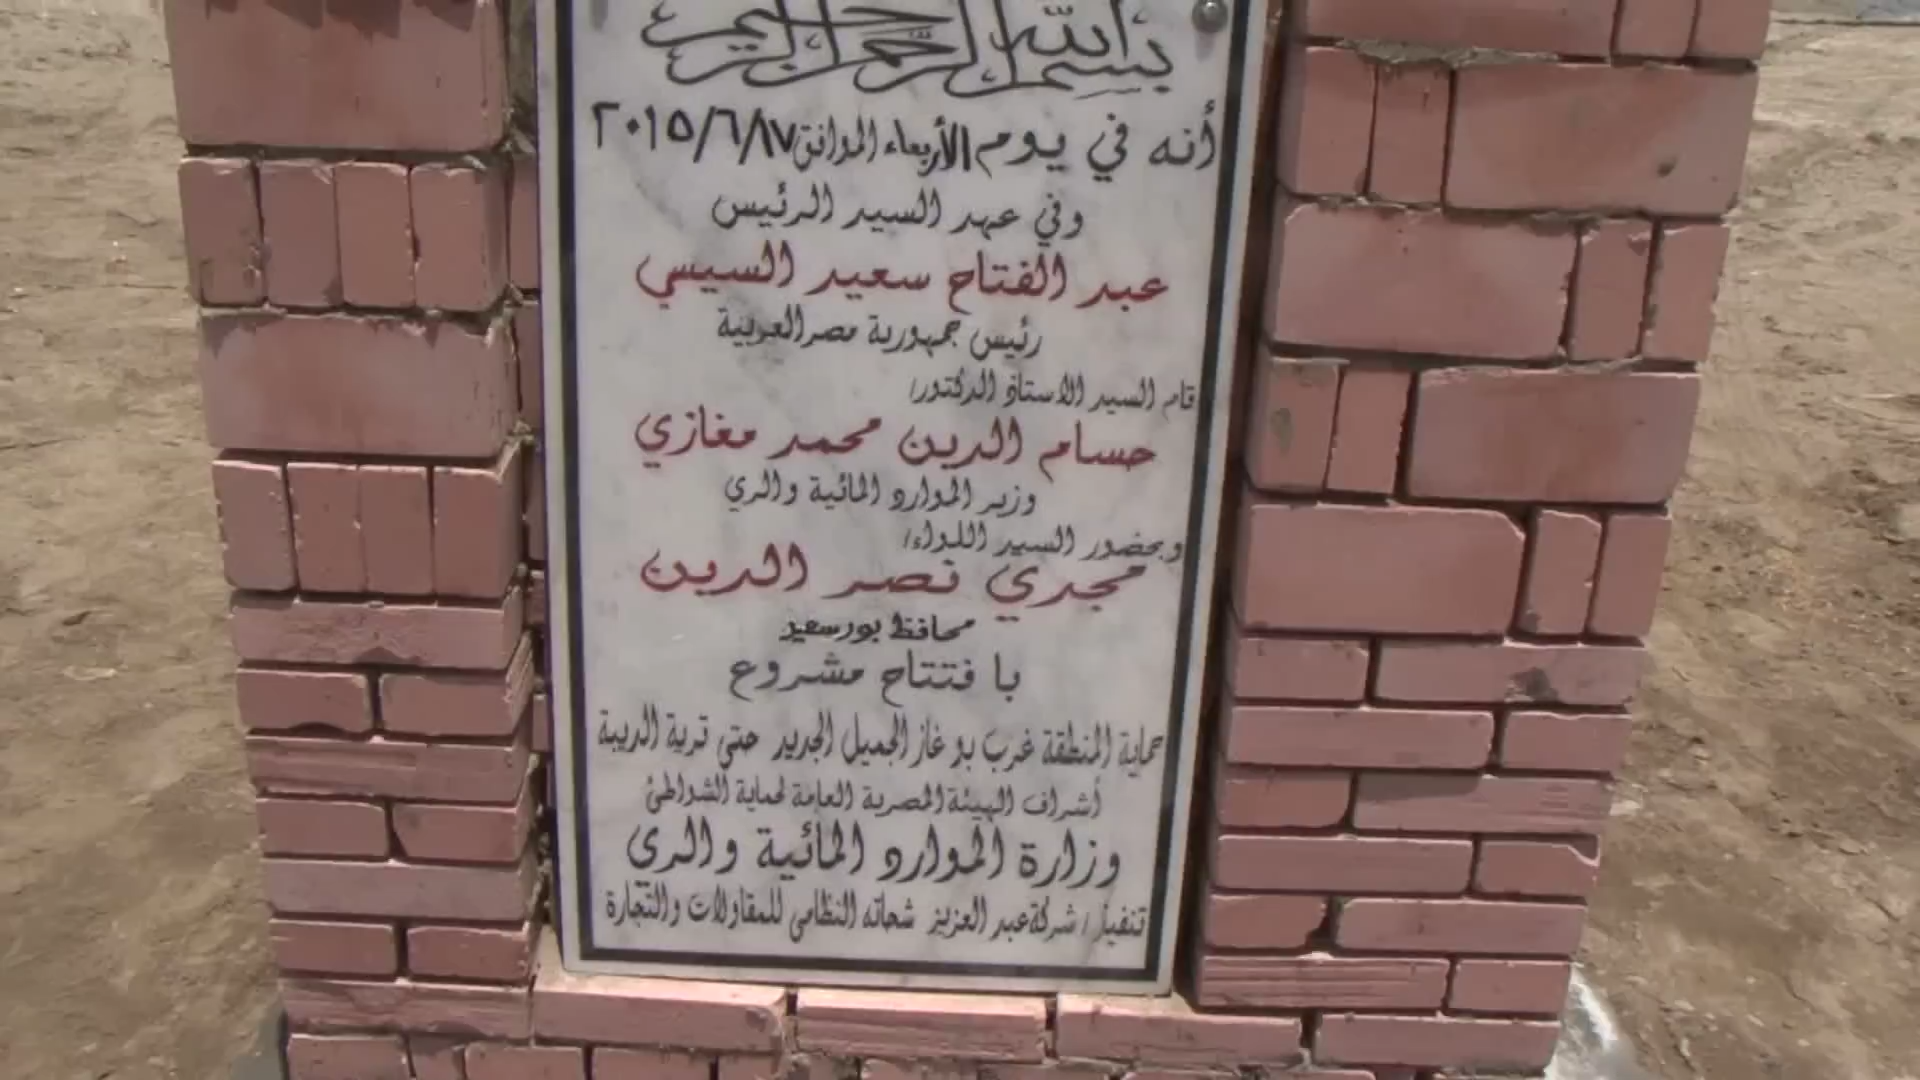 بسم الله الرحمن الرحيم
أنه في يوم الأربعاء الموافق ٢٠١٥/٦/١٧
وفي عهد السيد الرئيس
عبد الفتاح سعيد السيسي
رئيس جمهورية مصر العربية
قام السيد الاستاذ الدكتور/
حسام الدين محمد مغازي
وزير الموارد المائية والري
وبحضور السيد اللواء/
مجدي نصر الدين
محافظ بورسعيد
با فتتاح مشروع
حماية المنطقة غرب بوغاز الجميل الجديد حتى قرية الديبة
أشراف الهيئة المصرية العامة لحماية الشواطئ
وزارة الموارد المائية والري
تنفيذ / شركة عبد العزيز شحاته النظامي للمقاولات والتجارة